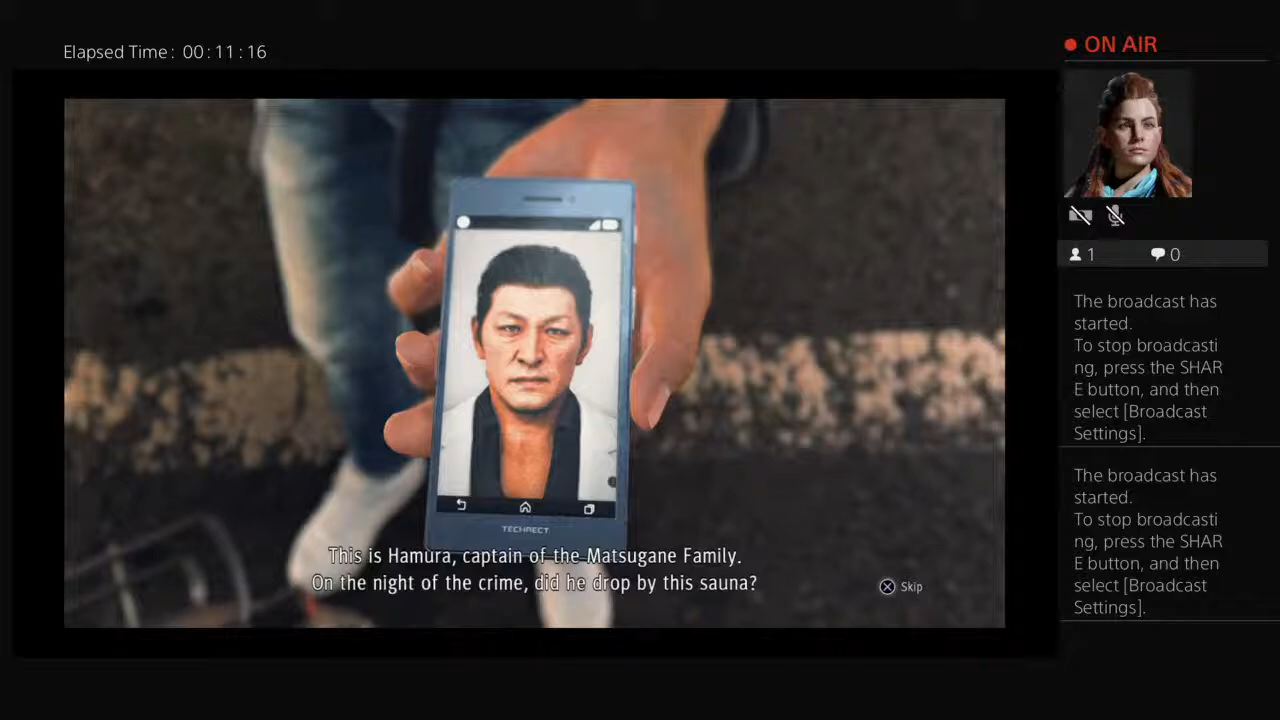 Elapsed Time: 00:11:16
ON AIR
1
0
The broadcast has
started.
To stop broadcasti
ng, press the SHAR
E button, and then
select [Broadcast
Settings].
The broadcast has
started.
To stop broadcasti
ng, press the SHAR
E button, and then
select [Broadcast
Settings].
TECHRECT
This is Hamura, captain of the Matsugane Family.
On the night of the crime, did he drop by this sauna?
Skip